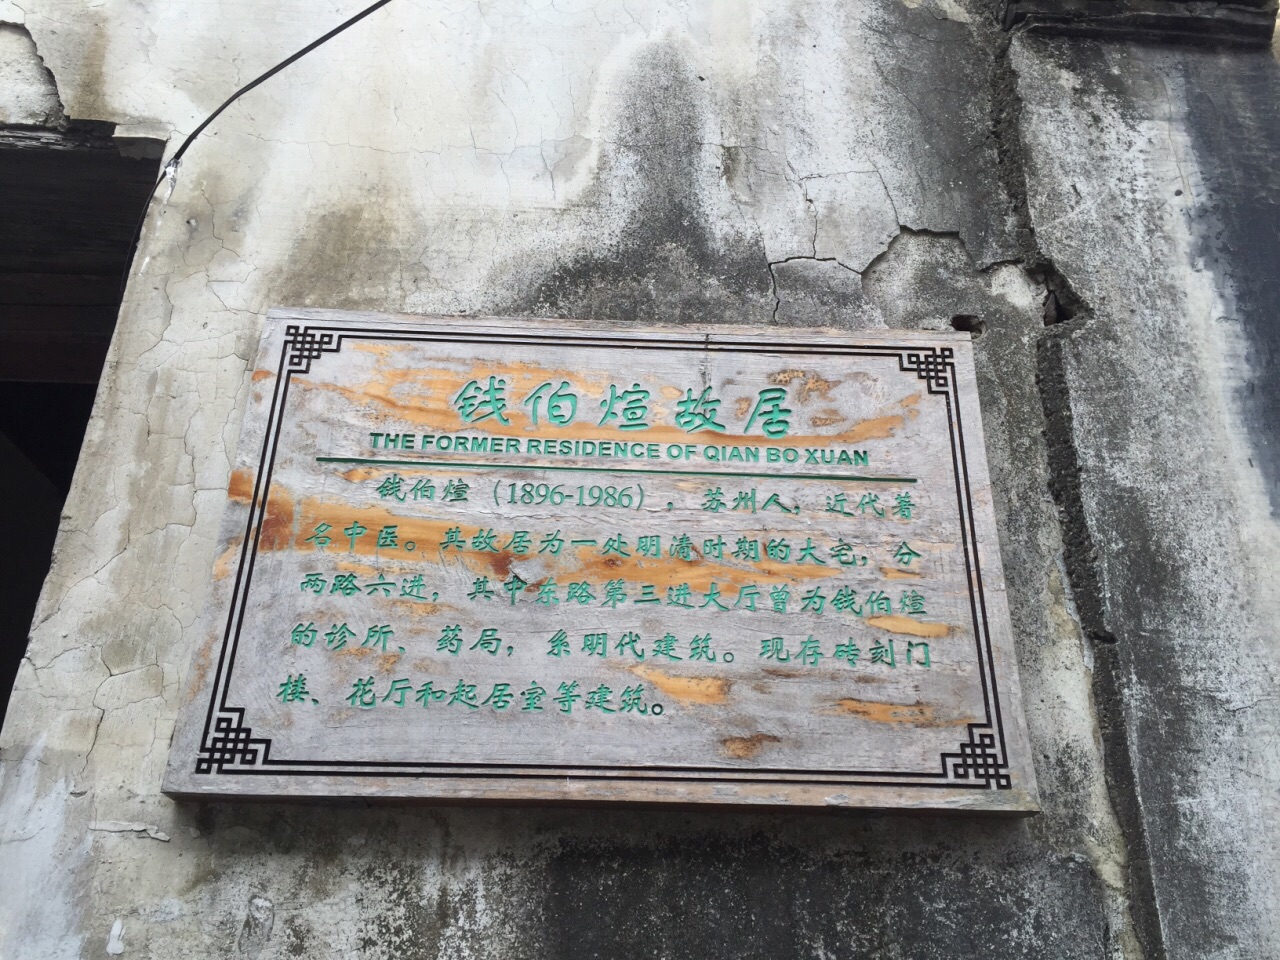 钱伯煊故居
THE FORMER RESIDENCE OF QIAN BO XUAN
钱伯煊（1896-1986），苏州人，近代著
名中医。其故居为一处明清时期的大宅，分
两路六进，其中东路第三进大厅曾为钱伯煊
的诊所、药局，系明代建筑。现存砖刻门
楼、花厅和起居室等建筑。